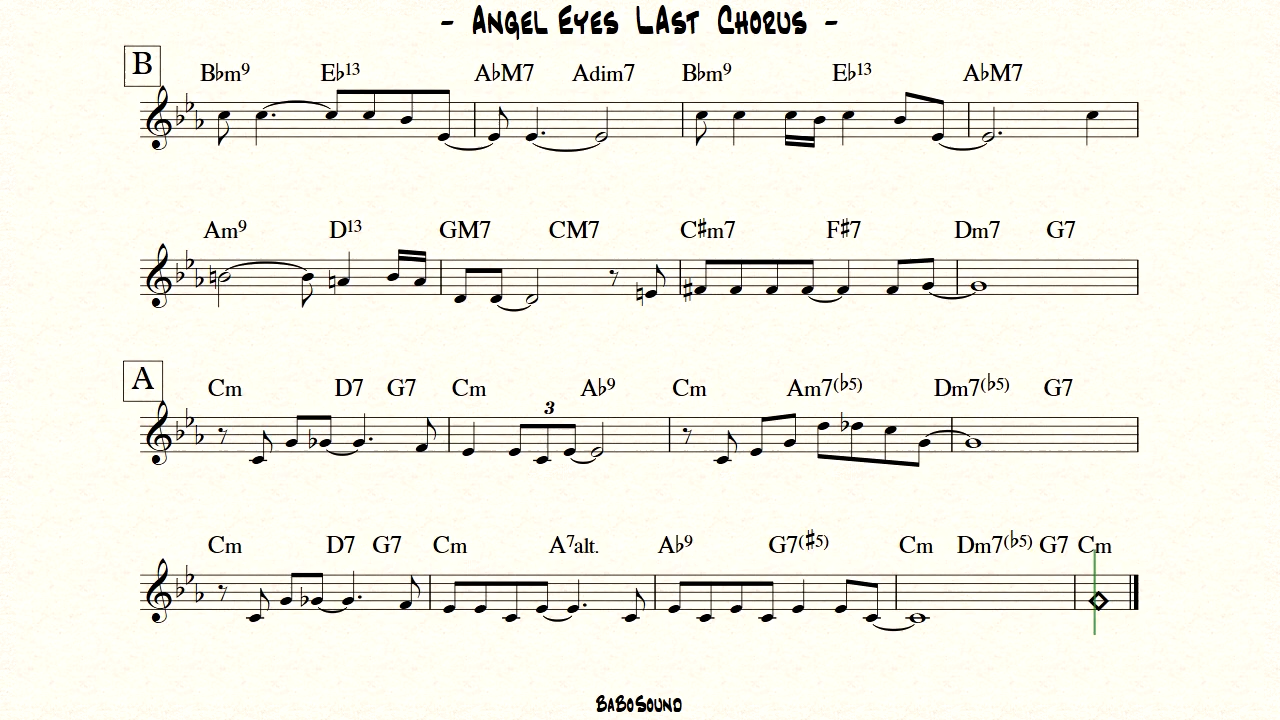 - Angel Eyes Last Chorus -
B
B♭m9 E♭13 A♭M7 Adim7 B♭m9 E♭13 A♭M7
Am9 D13 GM7 CM7 C♯m7 F♯7 Dm7 G7
A
Cm D7 G7 Cm A♭9 Cm Am7(♭5) Dm7(♭5) G7
3
Cm D7 G7 Cm A7alt. A♭9 G7(♯5) Cm Dm7(♭5) G7 Cm
BaBoSound